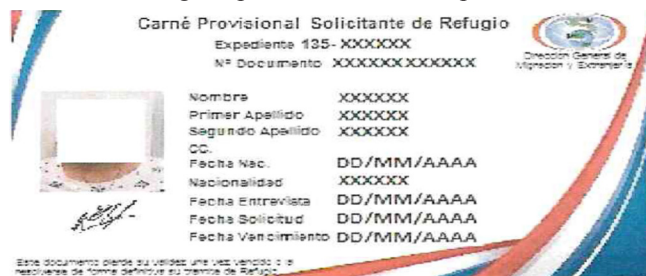 Carné Provisional Solicitante de Refugio
Expediente 135- XXXXXX
Nº Documento XXXXXXXXXXXX
Dirección General de
Migración y Extranjería
Nombre XXXXXX
Primer Apellido XXXXXX
Segundo Apellido XXXXXX
CC.
Fecha Nac. DD/MM/AAAA
Nacionalidad XXXXXX
Fecha Entrevista DD/MM/AAAA
Fecha Solicitud DD/MM/AAAA
Fecha Vencimiento DD/MM/AAAA
Este documento pierde su validez una vez vencido o al
resolverse de forma definitiva su trámite de Refugio